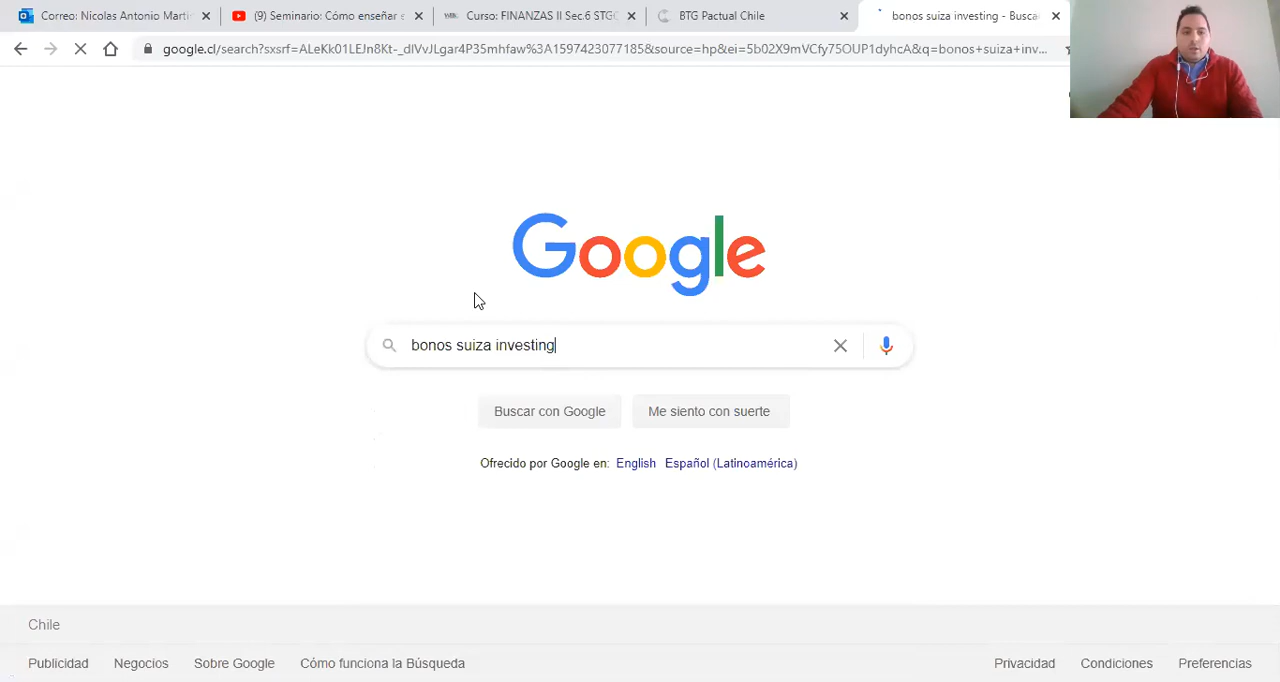 Correo: Nicolas Antonio Marti
(9) Seminario: Cómo enseñar e
Curso: FINANZAS II Sec.6 STGO
BTG Pactual Chile
bonos suiza investing - Busca
google.cl/search?sxsrf=ALeKk01LEJn8Kt-_dIVvJLgar4P35mhfaw%3A1597423077185&source=hp&ei=5b02X9mVCfy75OUP1dyhcA&q=bonos+suiza+inv...
Google
bonos suiza investing
Buscar con Google
Me siento con suerte
Ofrecido por Google en: English Español (Latinoamérica)
Chile
Publicidad Negocios Sobre Google Cómo funciona la Búsqueda Privacidad Condiciones Preferencias